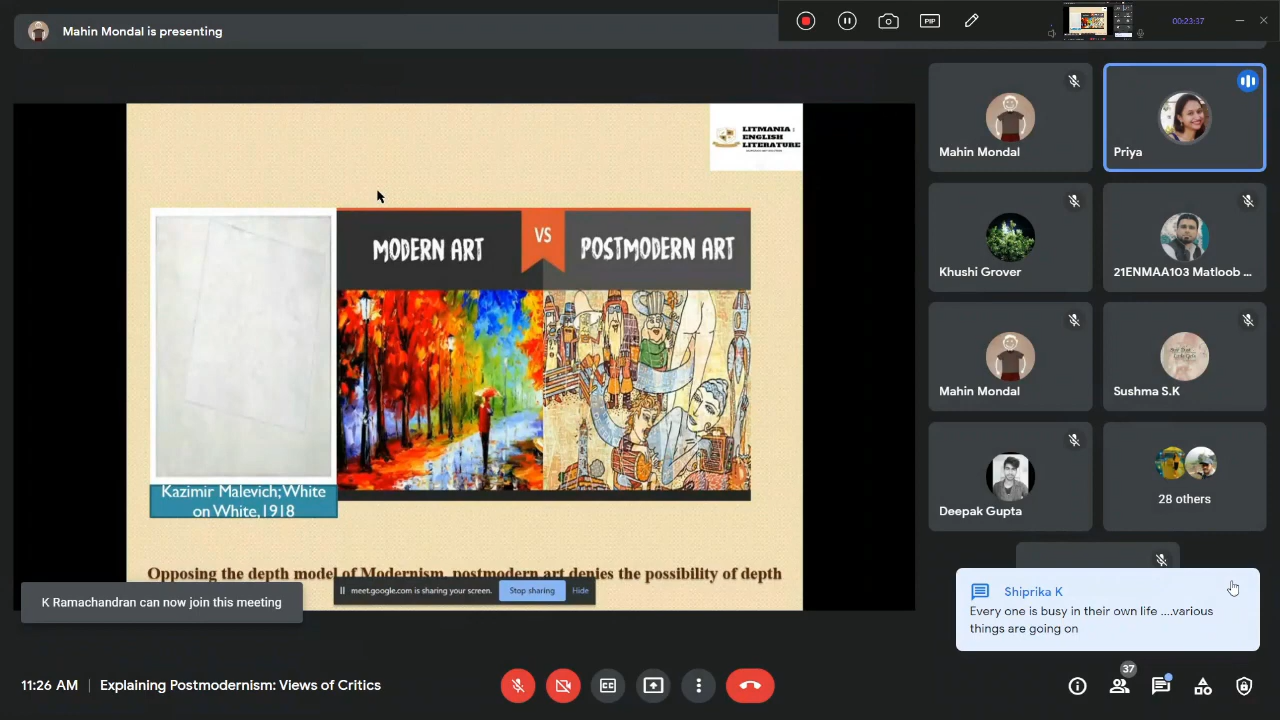 Mahin Mondal is presenting
PIP
00:23:37
LITMANIA :
ENGLISH
LITERATURE
MODERN ART
VS
POSTMODERN ART
Kazimir Malevich;White
on White,1918
Opposing the depth model of Modernism, postmodern art denies the possibility of depth
meet.google.com is sharing your screen.
Stop sharing
Hide
K Ramachandran can now join this meeting
Mahin Mondal
Priya
Khushi Grover
21ENMAA103 Matloob ...
Mahin Mondal
Sushma S.K
Deepak Gupta
28 others
Shiprika K
Every one is busy in their own life ....various
things are going on
11:26 AM
Explaining Postmodernism: Views of Critics
CC
37